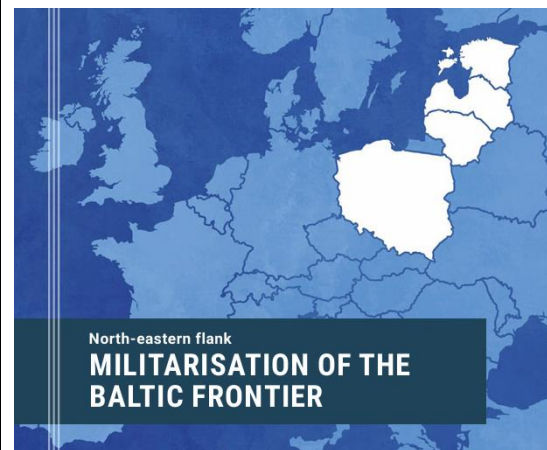 North-eastern flank
MILITARISATION OF THE
BALTIC FRONTIER